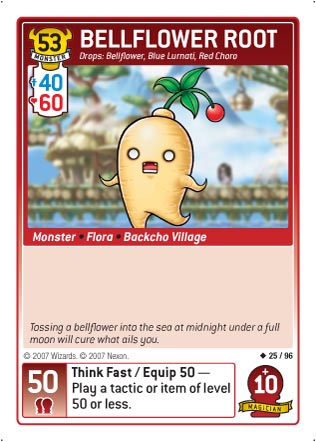 53
MONSTER
BELLFLOWER ROOT
Drops: Bellflower, Blue Lurnati, Red Choro
40
60
Monster • Flora • Backcho Village
Tossing a bellflower into the sea at midnight under a full
moon will cure what ails you.
© 2007 Wizards. © 2007 Nexon.
◆ 25 / 96
50
Think Fast / Equip 50 —
Play a tactic or item of level
50 or less.
+
10
MAGICIAN